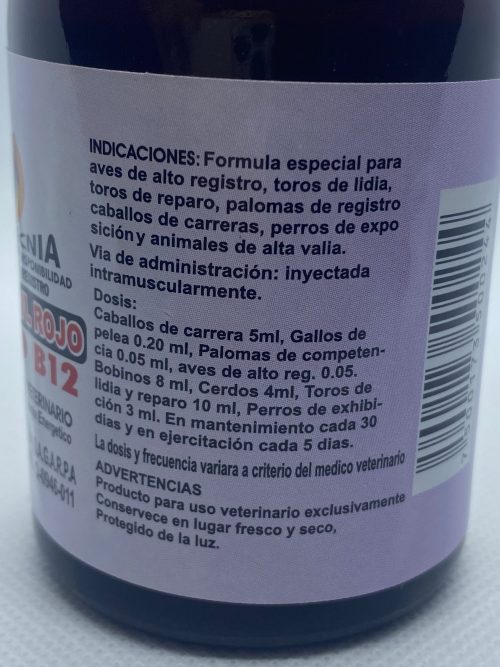 INDICACIONES: Formula especial para
aves de alto registro, toros de lidia,
toros de reparo, palomas de registro
caballos de carreras, perros de expo
sición y animales de alta valia.
Via de administración: inyectada
intramuscularmente.
Dosis:
Caballos de carrera 5ml, Gallos de
pelea 0.20 ml, Palomas de competen-
cia 0.05 ml, aves de alto reg. 0.05.
Bobinos 8 ml, Cerdos 4ml, Toros de
lidia y reparo 10 ml, Perros de exhibi-
ción 3 ml. En mantenimiento cada 30
días y en ejercitación cada 5 dias.
La dosis y frecuencia variara a criterio del medico veterinario
ADVERTENCIAS
Producto para uso veterinario exclusivamente
Conservece en lugar fresco y seco,
Protegido de la luz.
ROJO
B12
Energético
S.A.G.A.R.P.A